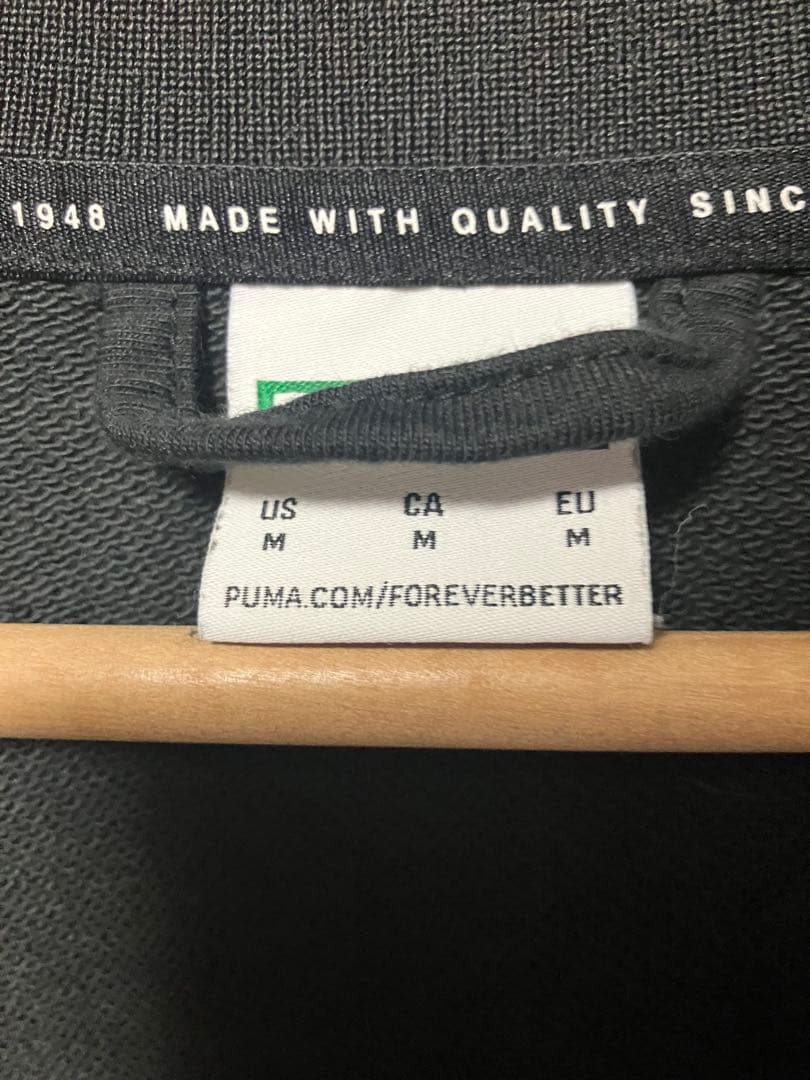 1948 MADE WITH QUALITY SINC
US CA EU
M M M
PUMA.COM/FOREVERBETTER